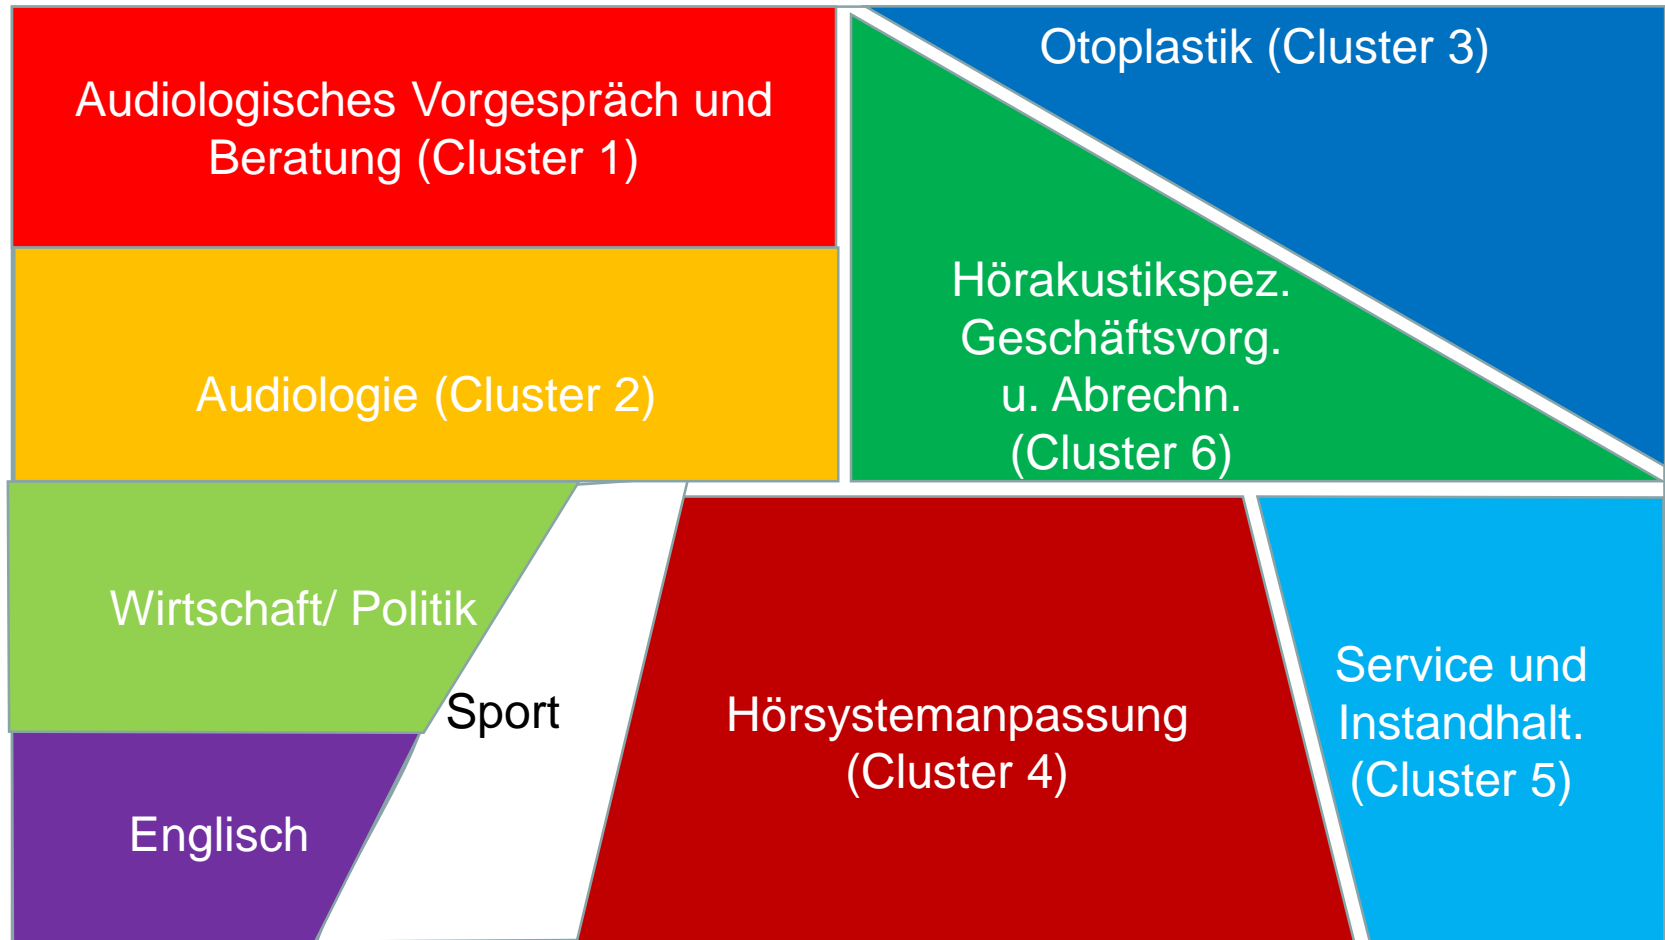 Audiologisches Vorgespräch und
Beratung (Cluster 1)
Otoplastik (Cluster 3)
Audiologie (Cluster 2)
Hörakustikspez.
Geschäftsvorg.
u. Abrechn.
(Cluster 6)
Wirtschaft/ Politik
Englisch
Sport
Hörsystemanpassung
(Cluster 4)
Service und
Instandhalt.
(Cluster 5)